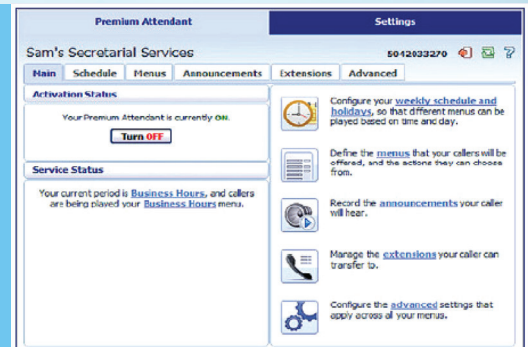 Premium Attendant
Settings
Sam's Secretarial Services
5042033270
Main
Schedule
Menus
Announcements
Extensions
Advanced
Activation Status
Your Premium Attendant is currently ON.
Turn OFF
Service Status
Your current period is Business Hours, and callers
are being played your Business Hours menu.
Configure your weekly schedule and
holidays, so that different menus can be
played based on time and day.
Define the menus that your callers will be
offered, and the actions they can choose
from.
Record the announcements your caller
will hear.
Manage the extensions your caller can
transfer to.
Configure the advanced settings that
apply across all your menus.